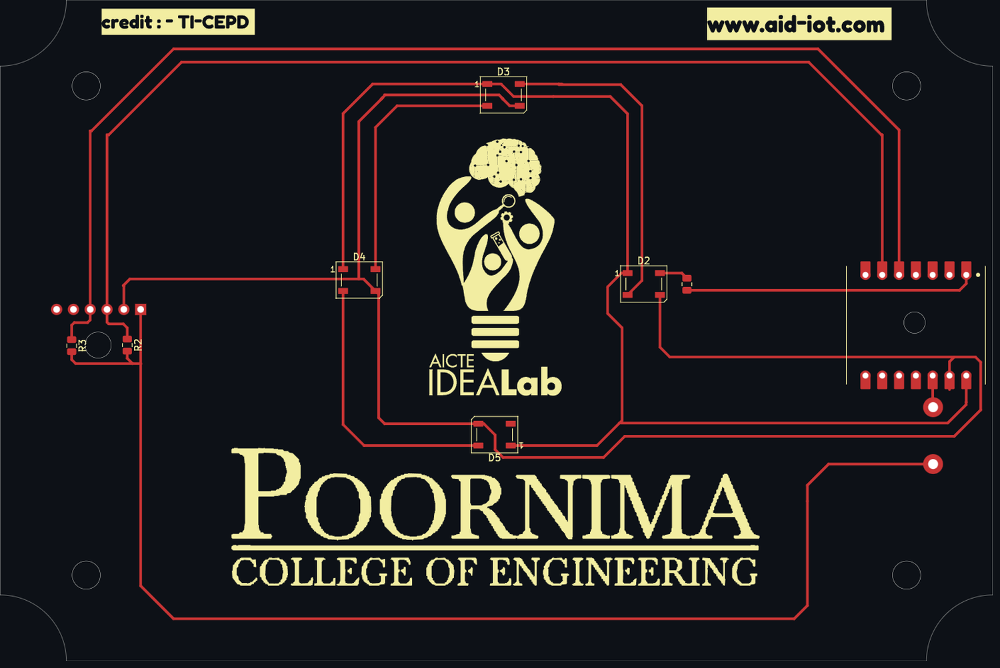 credit : - TI-CEPD
www.aid-iot.com
D3
1
D4
1
D2
1
R3
R2
AICTE
IDEALab
1
D5
POORNIMA
COLLEGE OF ENGINEERING